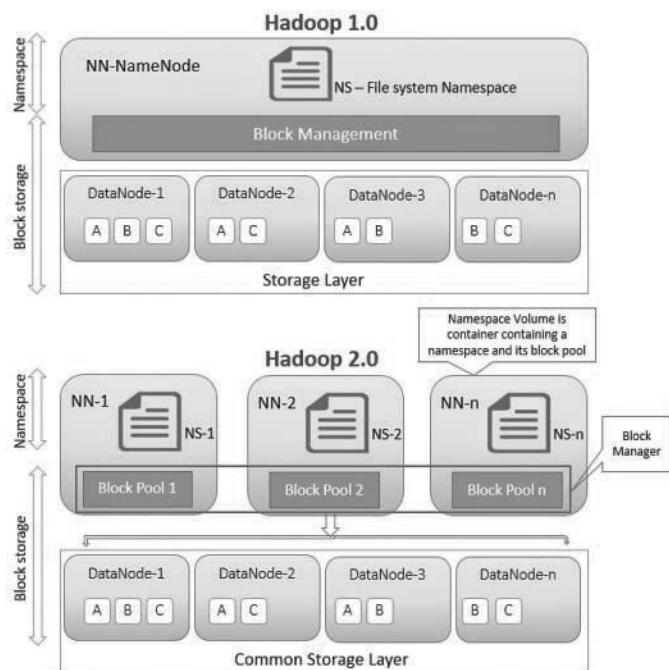 Hadoop 1.0
Namespace
NN-NameNode
NS – File system Namespace
Block Management
Block storage
DataNode-1
DataNode-2
DataNode-3
DataNode-n
A B C
A C
A B
B C
Storage Layer
Namespace Volume is
container containing a
namespace and its block pool
Hadoop 2.0
Namespace
NN-1
NS-1
NN-2
NS-2
NN-n
NS-n
Block
Manager
Block Pool 1
Block Pool 2
Block Pool n
Block storage
DataNode-1
DataNode-2
DataNode-3
DataNode-n
A B C
A C
A B
B C
Common Storage Layer